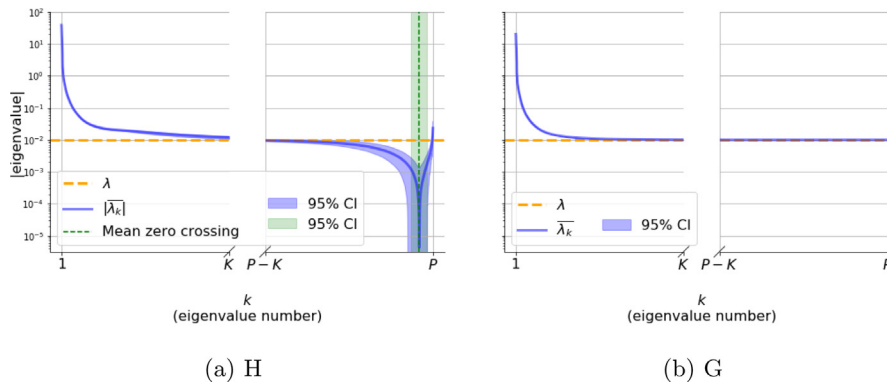 10²
10¹
10⁰
10⁻¹
10⁻²
10⁻³
10⁻⁴
10⁻⁵
|eigenvalue|
λ
|λ̅ₖ|
Mean zero crossing
95% CI
95% CI
1
K
P − K
P
k
(eigenvalue number)
(a) H
λ
λ̅ₖ
95% CI
1
K
P − K
P
k
(eigenvalue number)
(b) G